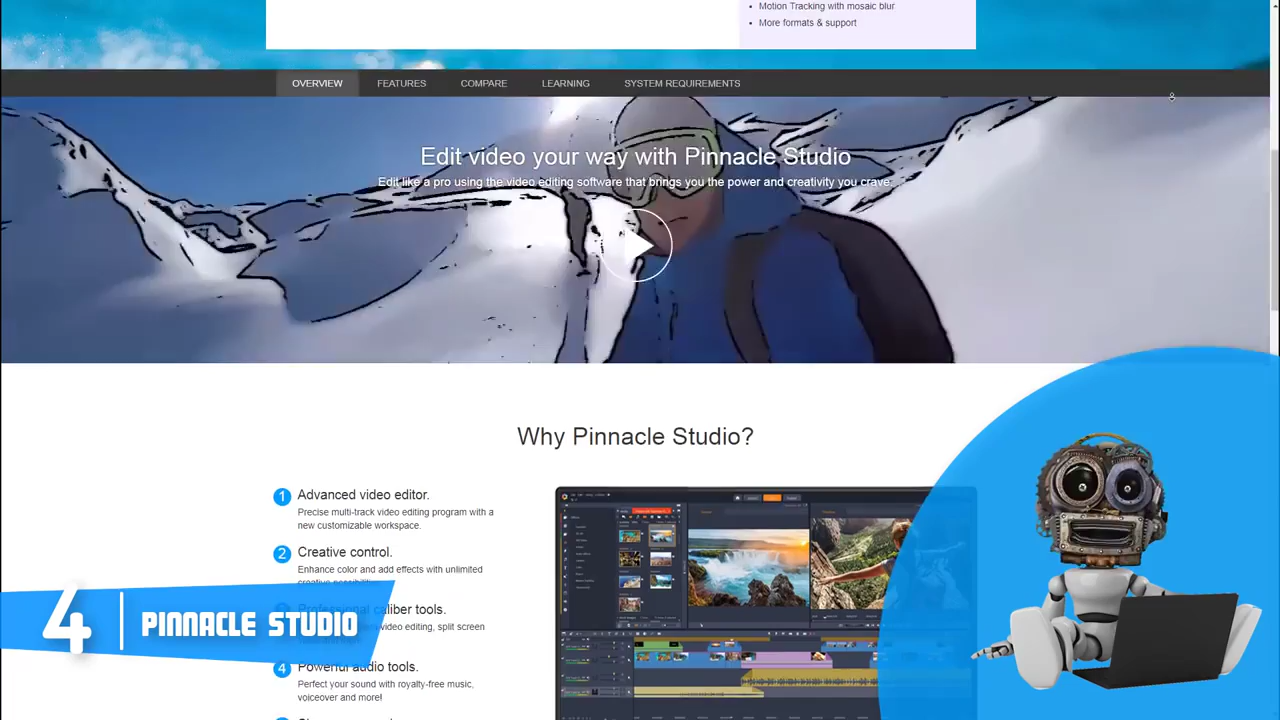 Motion Tracking with mosaic blur
More formats & support
OVERVIEW FEATURES COMPARE LEARNING SYSTEM REQUIREMENTS
Edit video your way with Pinnacle Studio
Edit like a pro using the video editing software that brings you the power and creativity you crave.
Why Pinnacle Studio?
1 Advanced video editor.
Precise multi-track video editing program with a
new customizable workspace.
2 Creative control.
Enhance color and add effects with unlimited
Professional caliber tools.
video editing, split screen
4 Powerful audio tools.
Perfect your sound with royalty-free music,
voiceover and more!
4 PINNACLE STUDIO